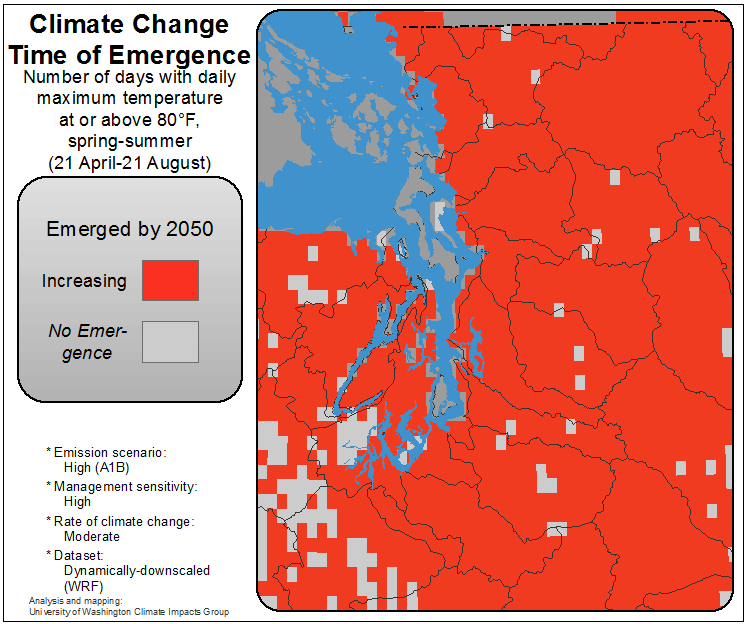 Climate Change
Time of Emergence
Number of days with daily
maximum temperature
at or above 80°F,
spring-summer
(21 April-21 August)
Emerged by 2050
Increasing
No Emer-
gence
* Emission scenario:
High (A1B)
* Management sensitivity:
High
* Rate of climate change:
Moderate
* Dataset:
Dynamically-downscaled
(WRF)
Analysis and mapping:
University of Washington Climate Impacts Group